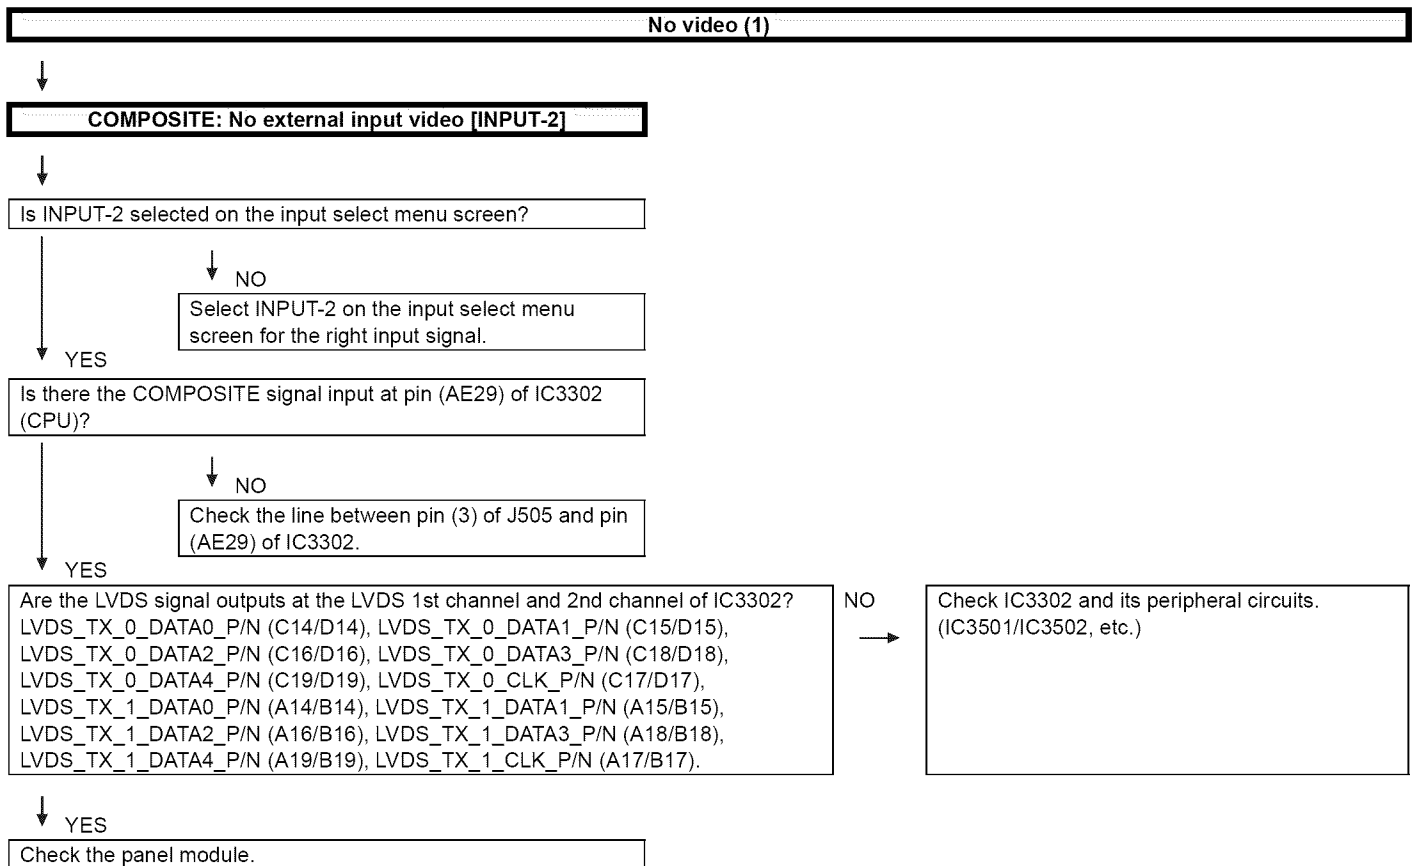 No video (1)
COMPOSITE: No external input video [INPUT-2]
Is INPUT-2 selected on the input select menu screen?
NO
Select INPUT-2 on the input select menu
screen for the right input signal.
YES
Is there the COMPOSITE signal input at pin (AE29) of IC3302
(CPU)?
NO
Check the line between pin (3) of J505 and pin
(AE29) of IC3302.
YES
Are the LVDS signal outputs at the LVDS 1st channel and 2nd channel of IC3302?
LVDS_TX_0_DATA0_P/N (C14/D14), LVDS_TX_0_DATA1_P/N (C15/D15),
LVDS_TX_0_DATA2_P/N (C16/D16), LVDS_TX_0_DATA3_P/N (C18/D18),
LVDS_TX_0_DATA4_P/N (C19/D19), LVDS_TX_0_CLK_P/N (C17/D17),
LVDS_TX_1_DATA0_P/N (A14/B14), LVDS_TX_1_DATA1_P/N (A15/B15),
LVDS_TX_1_DATA2_P/N (A16/B16), LVDS_TX_1_DATA3_P/N (A18/B18),
LVDS_TX_1_DATA4_P/N (A19/B19), LVDS_TX_1_CLK_P/N (A17/B17).
NO
Check IC3302 and its peripheral circuits.
(IC3501/IC3502, etc.)
YES
Check the panel module.